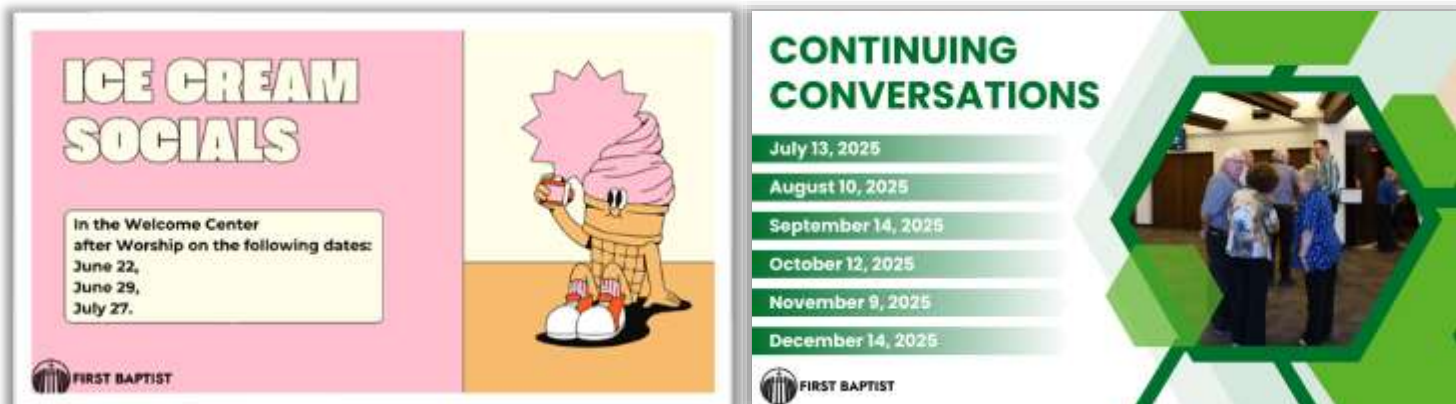 ICE CREAM
SOCIALS
In the Welcome Center
after Worship on the following dates:
June 22,
June 29,
July 27.
FIRST BAPTIST
CONTINUING
CONVERSATIONS
July 13, 2025
August 10, 2025
September 14, 2025
October 12, 2025
November 9, 2025
December 14, 2025
FIRST BAPTIST